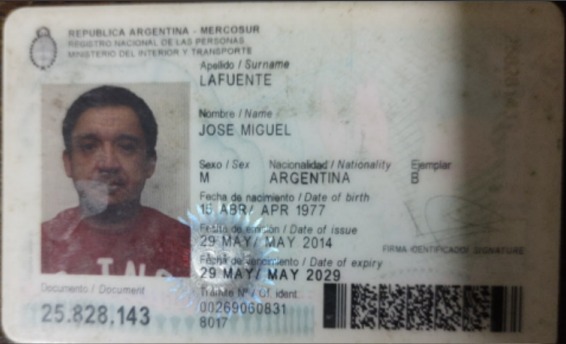 REPUBLICA ARGENTINA - MERCOSUR
REGISTRO NACIONAL DE LAS PERSONAS
MINISTERIO DEL INTERIOR Y TRANSPORTE
Apellido / Surname
LAFUENTE
Nombre / Name
JOSE MIGUEL
Sexo / Sex Nacionalidad / Nationality Ejemplar
M ARGENTINA B
Fecha de nacimiento / Date of birth
15 ABR/ APR 1977
Fecha de emisión / Date of issue
29 MAY/ MAY 2014
FIRMA IDENTIFICADO/ SIGNATURE
Fecha de vencimiento / Date of expiry
29 MAY/ MAY 2029
Documento / Document
25.828.143
Trámite Nº / Of. ident.
00269060831
8017